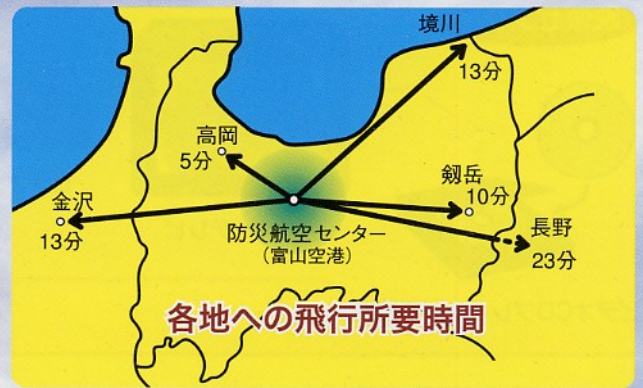 境川
13分
高岡
5分
剱岳
10分
金沢
13分
防災航空センター
（富山空港）
長野
23分
各地への飛行所要時間